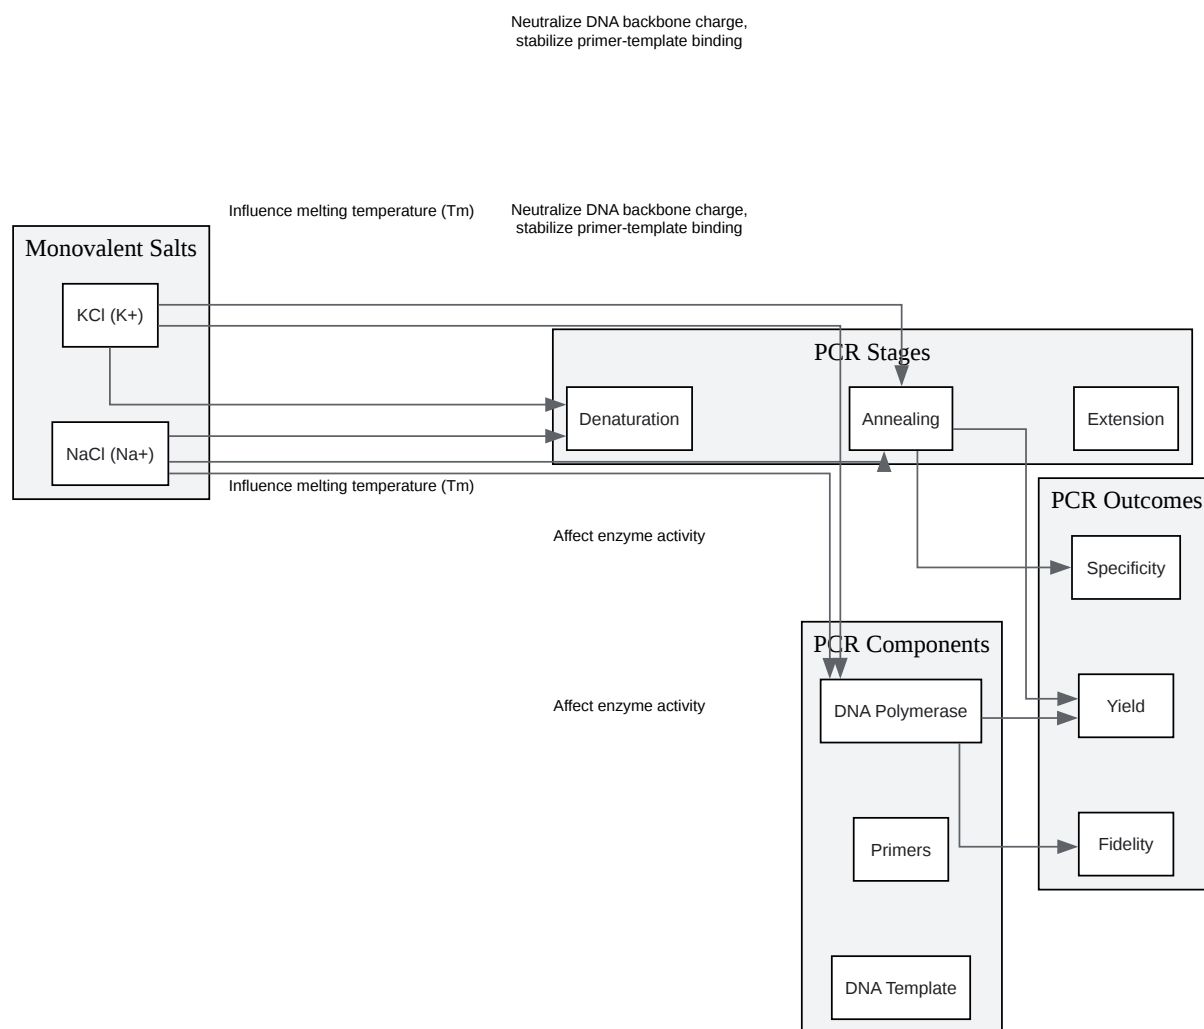 Neutralize DNA backbone charge,
stabilize primer-template binding
Influence melting temperature (Tm)
Neutralize DNA backbone charge,
stabilize primer-template binding
Monovalent Salts
KCl (K+)
NaCl (Na+)
PCR Stages
Denaturation
Annealing
Extension
Influence melting temperature (Tm)
Affect enzyme activity
PCR Outcomes
Specificity
Yield
Fidelity
PCR Components
DNA Polymerase
Affect enzyme activity
Primers
DNA Template